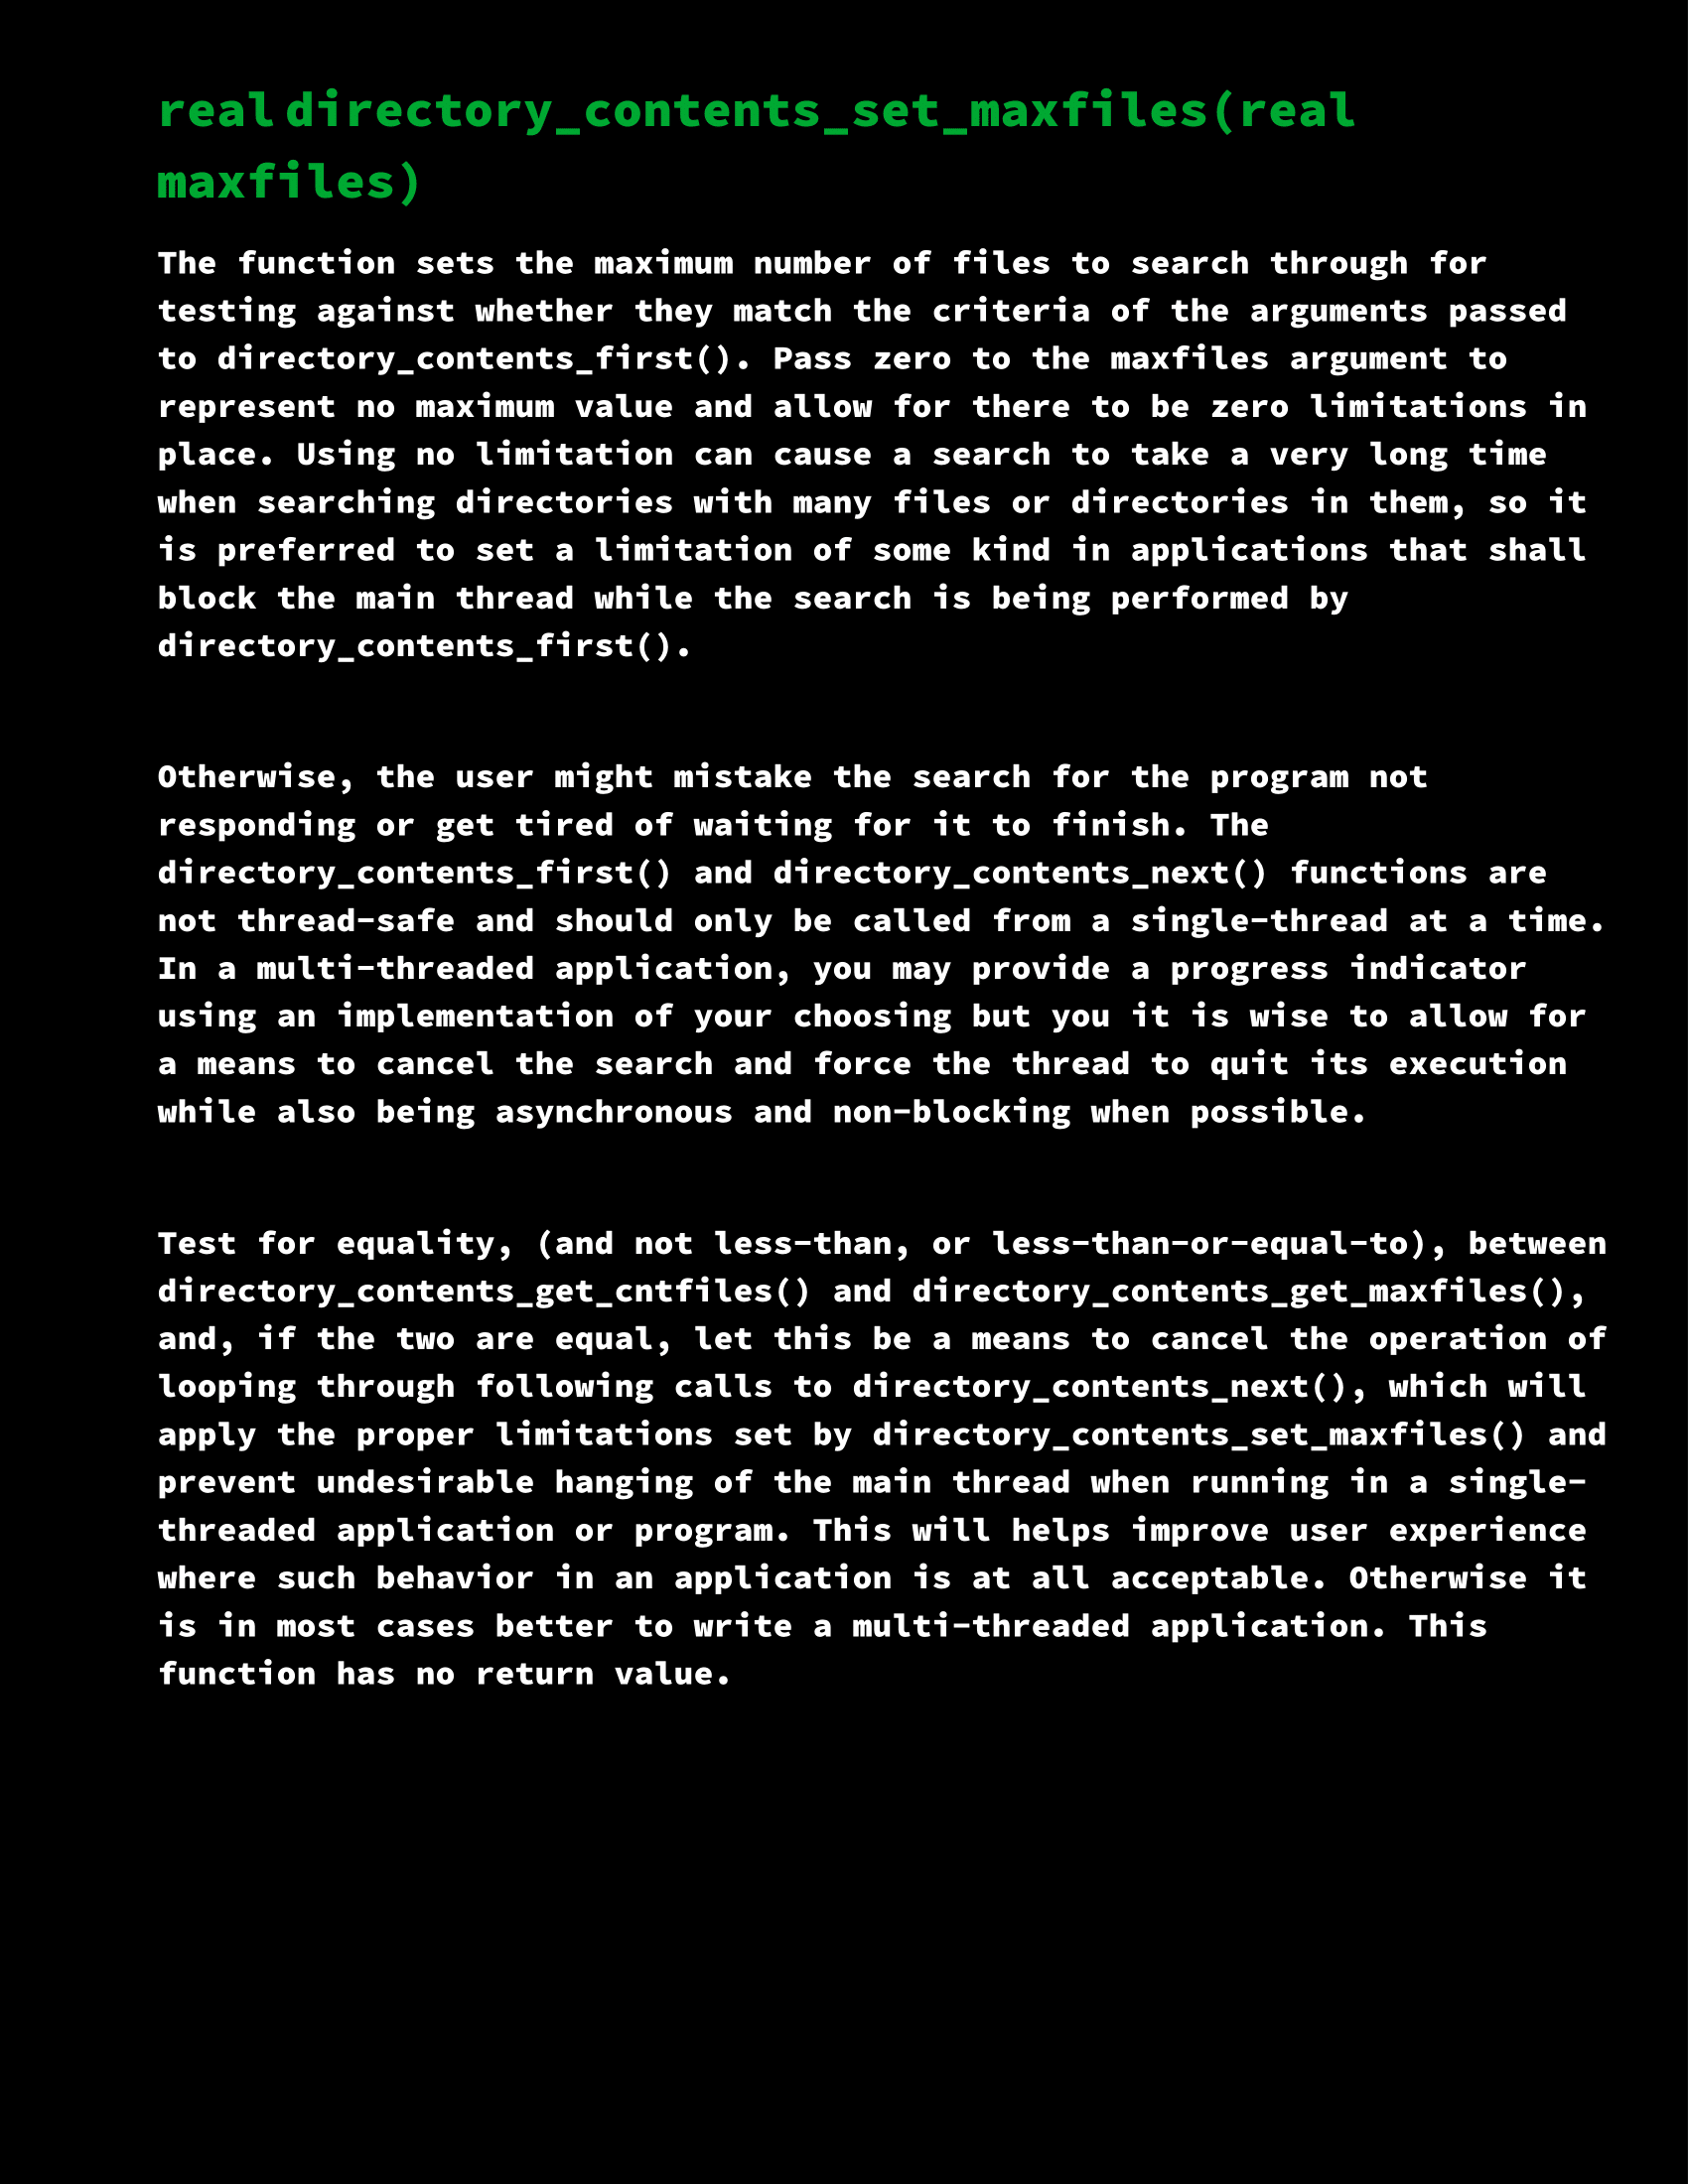 real directory_contents_set_maxfiles(real
maxfiles)
The function sets the maximum number of files to search through for
testing against whether they match the criteria of the arguments passed
to directory_contents_first(). Pass zero to the maxfiles argument to
represent no maximum value and allow for there to be zero limitations in
place. Using no limitation can cause a search to take a very long time
when searching directories with many files or directories in them, so it
is preferred to set a limitation of some kind in applications that shall
block the main thread while the search is being performed by
directory_contents_first().
Otherwise, the user might mistake the search for the program not
responding or get tired of waiting for it to finish. The
directory_contents_first() and directory_contents_next() functions are
not thread-safe and should only be called from a single-thread at a time.
In a multi-threaded application, you may provide a progress indicator
using an implementation of your choosing but you it is wise to allow for
a means to cancel the search and force the thread to quit its execution
while also being asynchronous and non-blocking when possible.
Test for equality, (and not less-than, or less-than-or-equal-to), between
directory_contents_get_cntfiles() and directory_contents_get_maxfiles(),
and, if the two are equal, let this be a means to cancel the operation of
looping through following calls to directory_contents_next(), which will
apply the proper limitations set by directory_contents_set_maxfiles() and
prevent undesirable hanging of the main thread when running in a single-
threaded application or program. This will helps improve user experience
where such behavior in an application is at all acceptable. Otherwise it
is in most cases better to write a multi-threaded application. This
function has no return value.